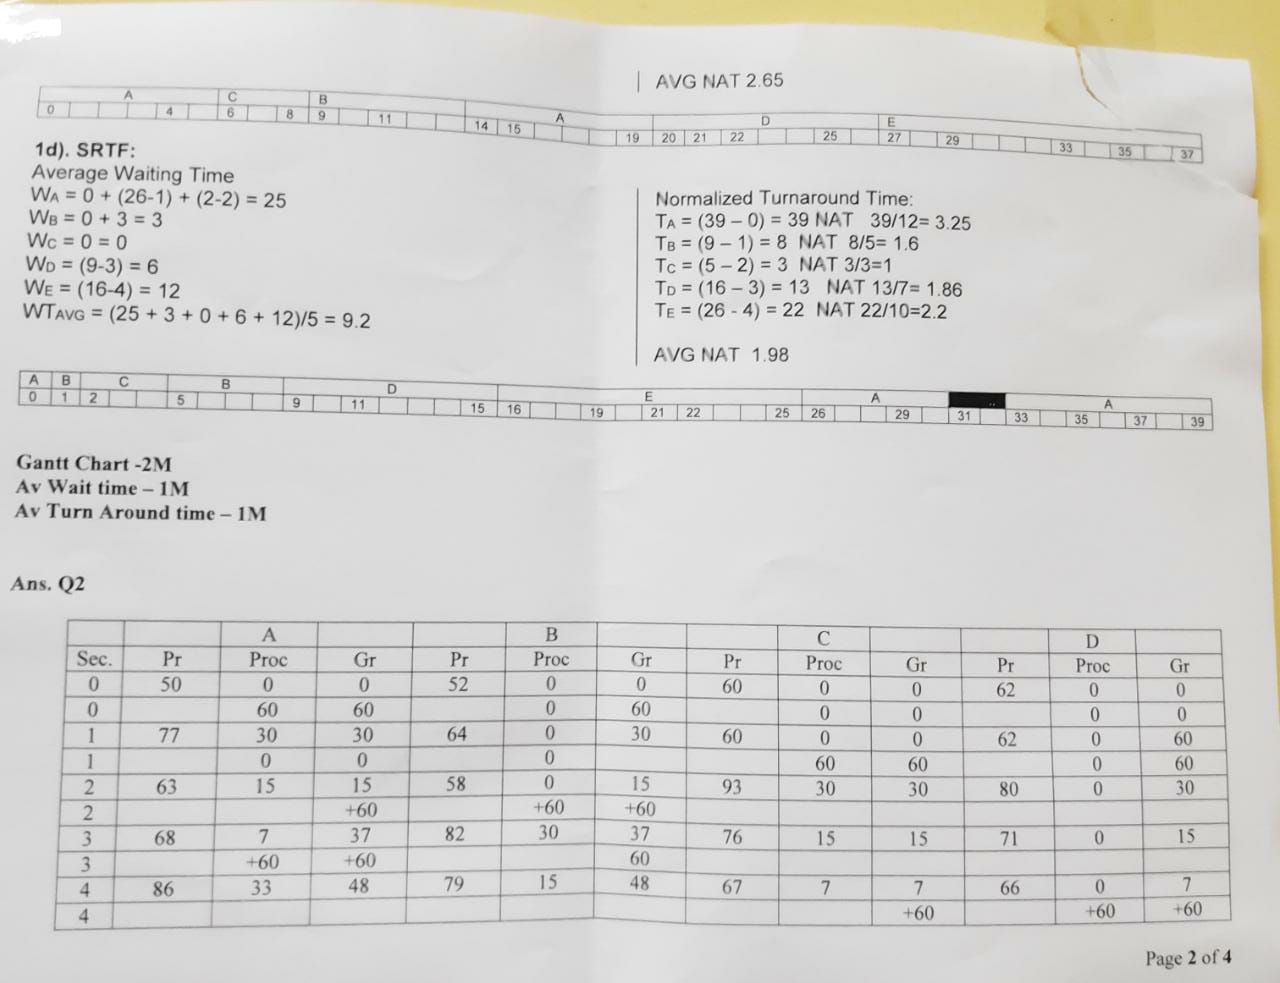 AVG NAT 2.65
A C B A D E
0 4 6 8 9 11 14 15 19 20 21 22 25 27 29 33 35 37
1d). SRTF:
Average Waiting Time
WA = 0 + (26-1) + (2-2) = 25
WB = 0 + 3 = 3
WC = 0 = 0
WD = (9-3) = 6
WE = (16-4) = 12
WTAVG = (25 + 3 + 0 + 6 + 12)/5 = 9.2
Normalized Turnaround Time:
TA = (39 – 0) = 39 NAT 39/12= 3.25
TB = (9 – 1) = 8 NAT 8/5= 1.6
TC = (5 – 2) = 3 NAT 3/3=1
TD = (16 – 3) = 13 NAT 13/7= 1.86
TE = (26 - 4) = 22 NAT 22/10=2.2
AVG NAT 1.98
A B C B D E A A
0 1 2 5 9 11 15 16 19 21 22 25 26 29 31 33 35 37 39
Gantt Chart -2M
Av Wait time – 1M
Av Turn Around time – 1M
Ans. Q2
A B C D
Sec. Pr Proc Gr Pr Proc Gr Pr Proc Gr Pr Proc Gr
0 50 0 0 52 0 0 60 0 0 62 0 0
0 60 60 0 60 0 0 0 0
1 77 30 30 64 0 30 60 0 0 62 0 60
1 0 0 0 60 60 0 60
2 63 15 15 58 0 15 93 30 30 80 0 30
2 +60 +60 +60
3 68 7 37 82 30 37 76 15 15 71 0 15
3 +60 +60 60
4 86 33 48 79 15 48 67 7 7 66 0 7
4 +60 +60 +60
Page 2 of 4